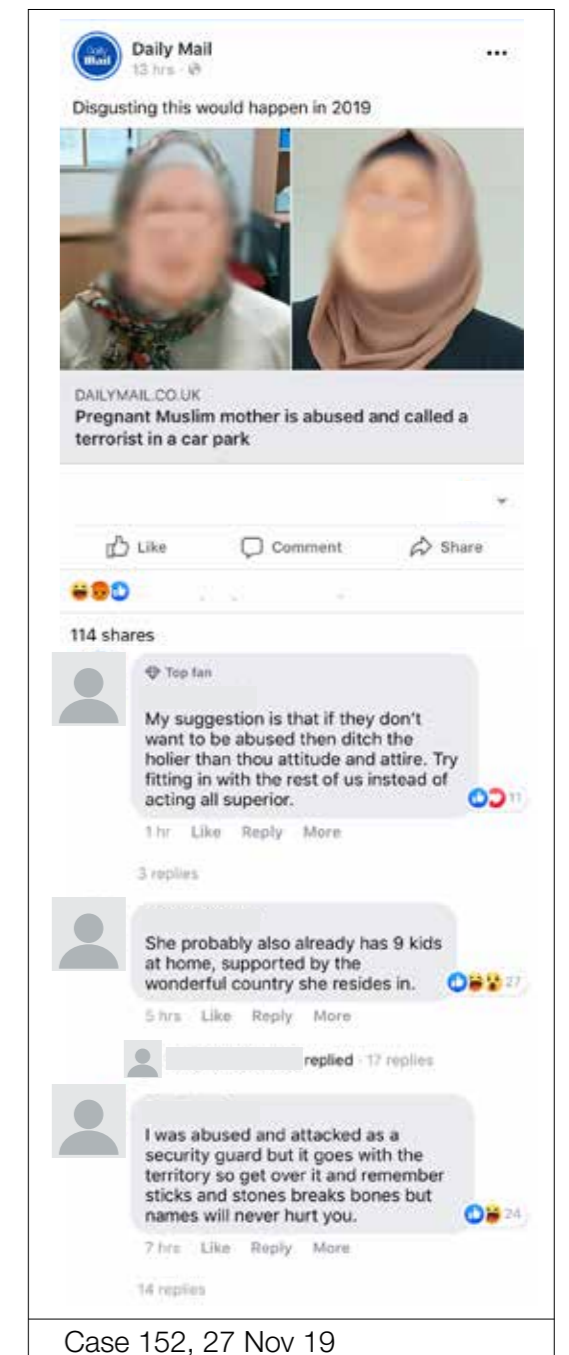 Daily Mail
Daily Mail
13 hrs ·
Disgusting this would happen in 2019
DAILYMAIL.CO.UK
Pregnant Muslim mother is abused and called a
terrorist in a car park
Like Comment Share
114 shares
Top fan
My suggestion is that if they don't
want to be abused then ditch the
holier than thou attitude and attire. Try
fitting in with the rest of us instead of
acting all superior.
11
1 hr Like Reply More
3 replies
She probably also already has 9 kids
at home, supported by the
wonderful country she resides in.
27
5 hrs Like Reply More
replied · 17 replies
I was abused and attacked as a
security guard but it goes with the
territory so get over it and remember
sticks and stones breaks bones but
names will never hurt you.
24
7 hrs Like Reply More
14 replies
Case 152, 27 Nov 19